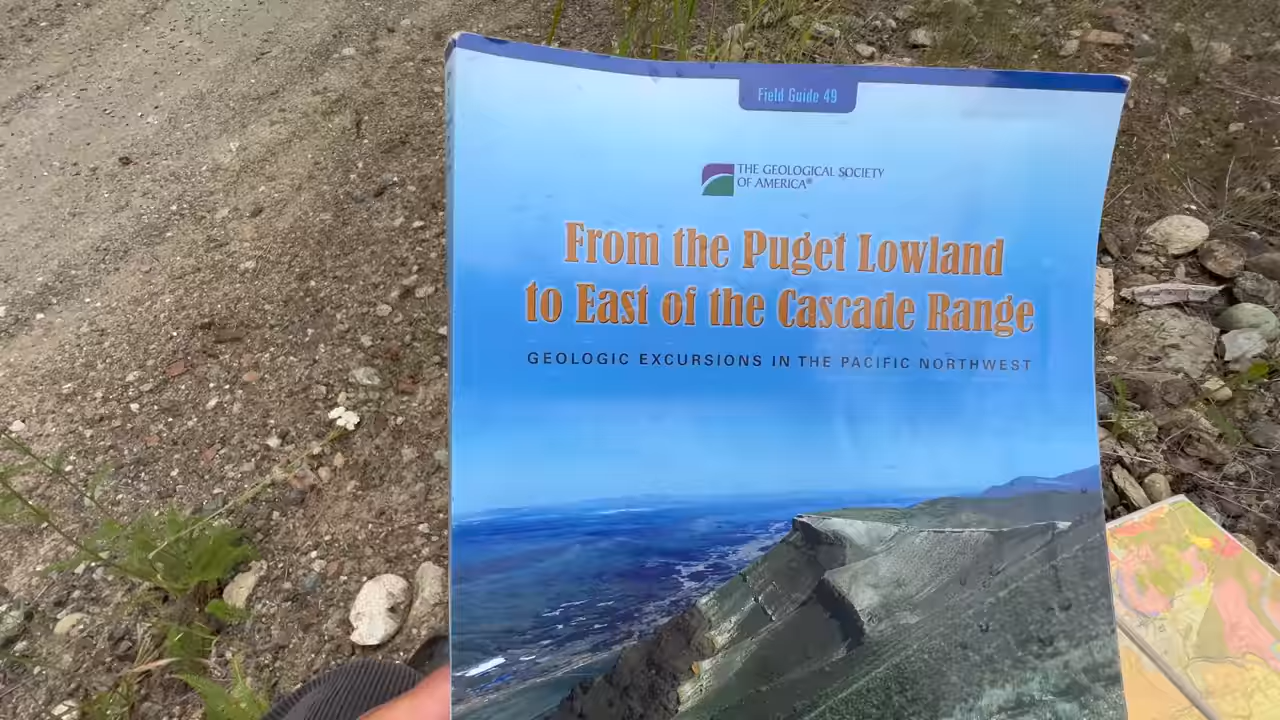 Field Guide 49
THE GEOLOGICAL SOCIETY
OF AMERICA®
From the Puget Lowland
to East of the Cascade Range
GEOLOGIC EXCURSIONS IN THE PACIFIC NORTHWEST